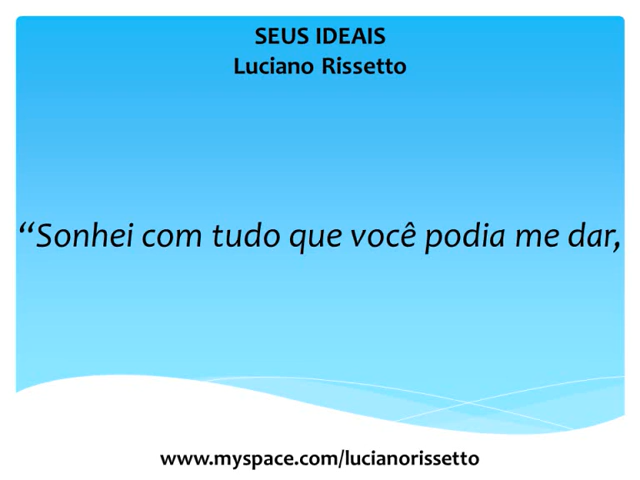 SEUS IDEAIS
Luciano Rissetto
“Sonhei com tudo que você podia me dar,
www.myspace.com/lucianorissetto